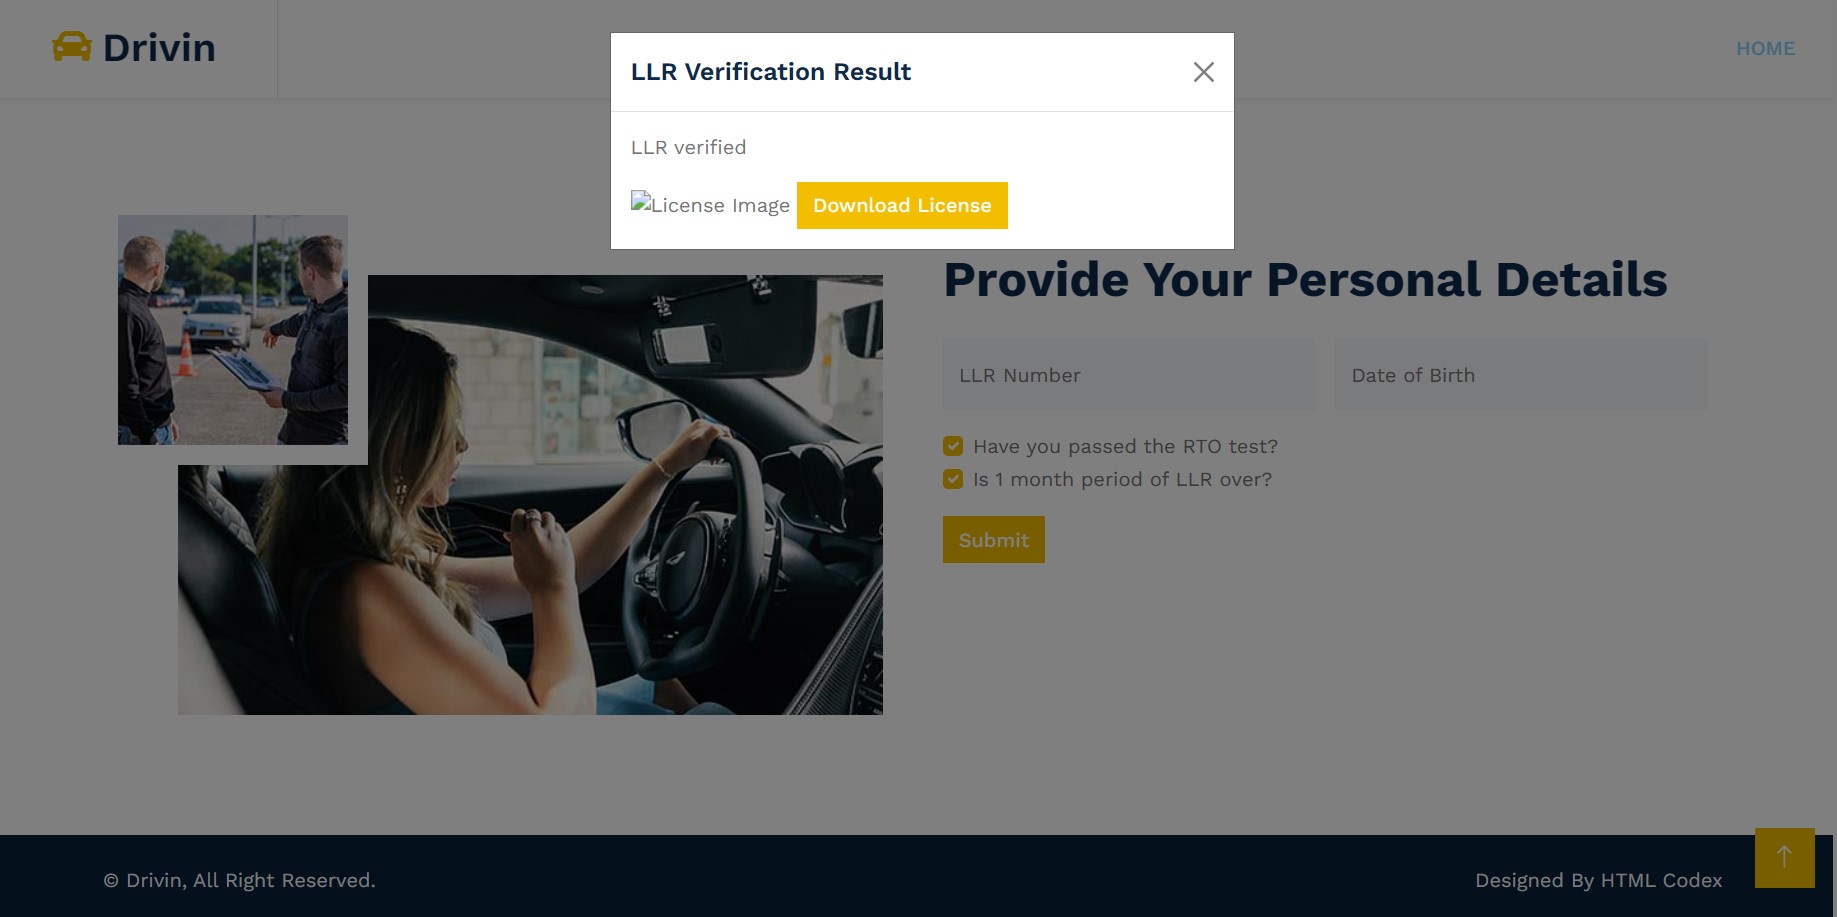 Drivin
HOME
LLR Verification Result
LLR verified
License Image
Download License
Provide Your Personal Details
LLR Number
Date of Birth
Have you passed the RTO test?
Is 1 month period of LLR over?
Submit
© Drivin, All Right Reserved.
Designed By HTML Codex